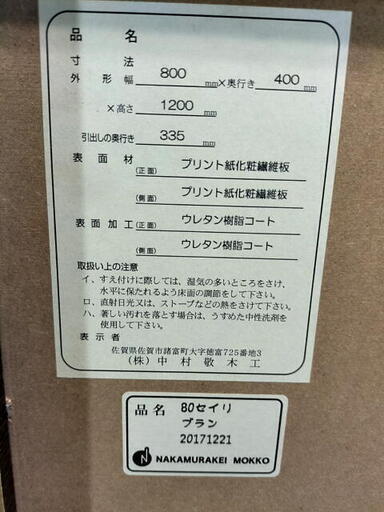 品名
寸法
外形 幅 800 mm×奥行き 400 mm
×高さ 1200 mm
引出しの奥行き 335 mm
表面材 (正面) プリント紙化粧繊維板
(側面) プリント紙化粧繊維板
表面加工 (正面) ウレタン樹脂コート
(側面) ウレタン樹脂コート
取扱い上の注意
イ、すえ付けに際しては、湿気の多いところをさけ、
水平に保たれるよう床面の調節をして下さい。
ロ、直射日光又は、ストーブなどの熱をさけて下さい。
ハ、著しい汚れを落とす場合は、うすめた中性洗剤を
使用して下さい。
表示者
佐賀県佐賀市諸富町大字徳富725番地3
(株)中村敬木工
品名 80セイリ
ブラン
20171221
NAKAMURAKEI MOKKO